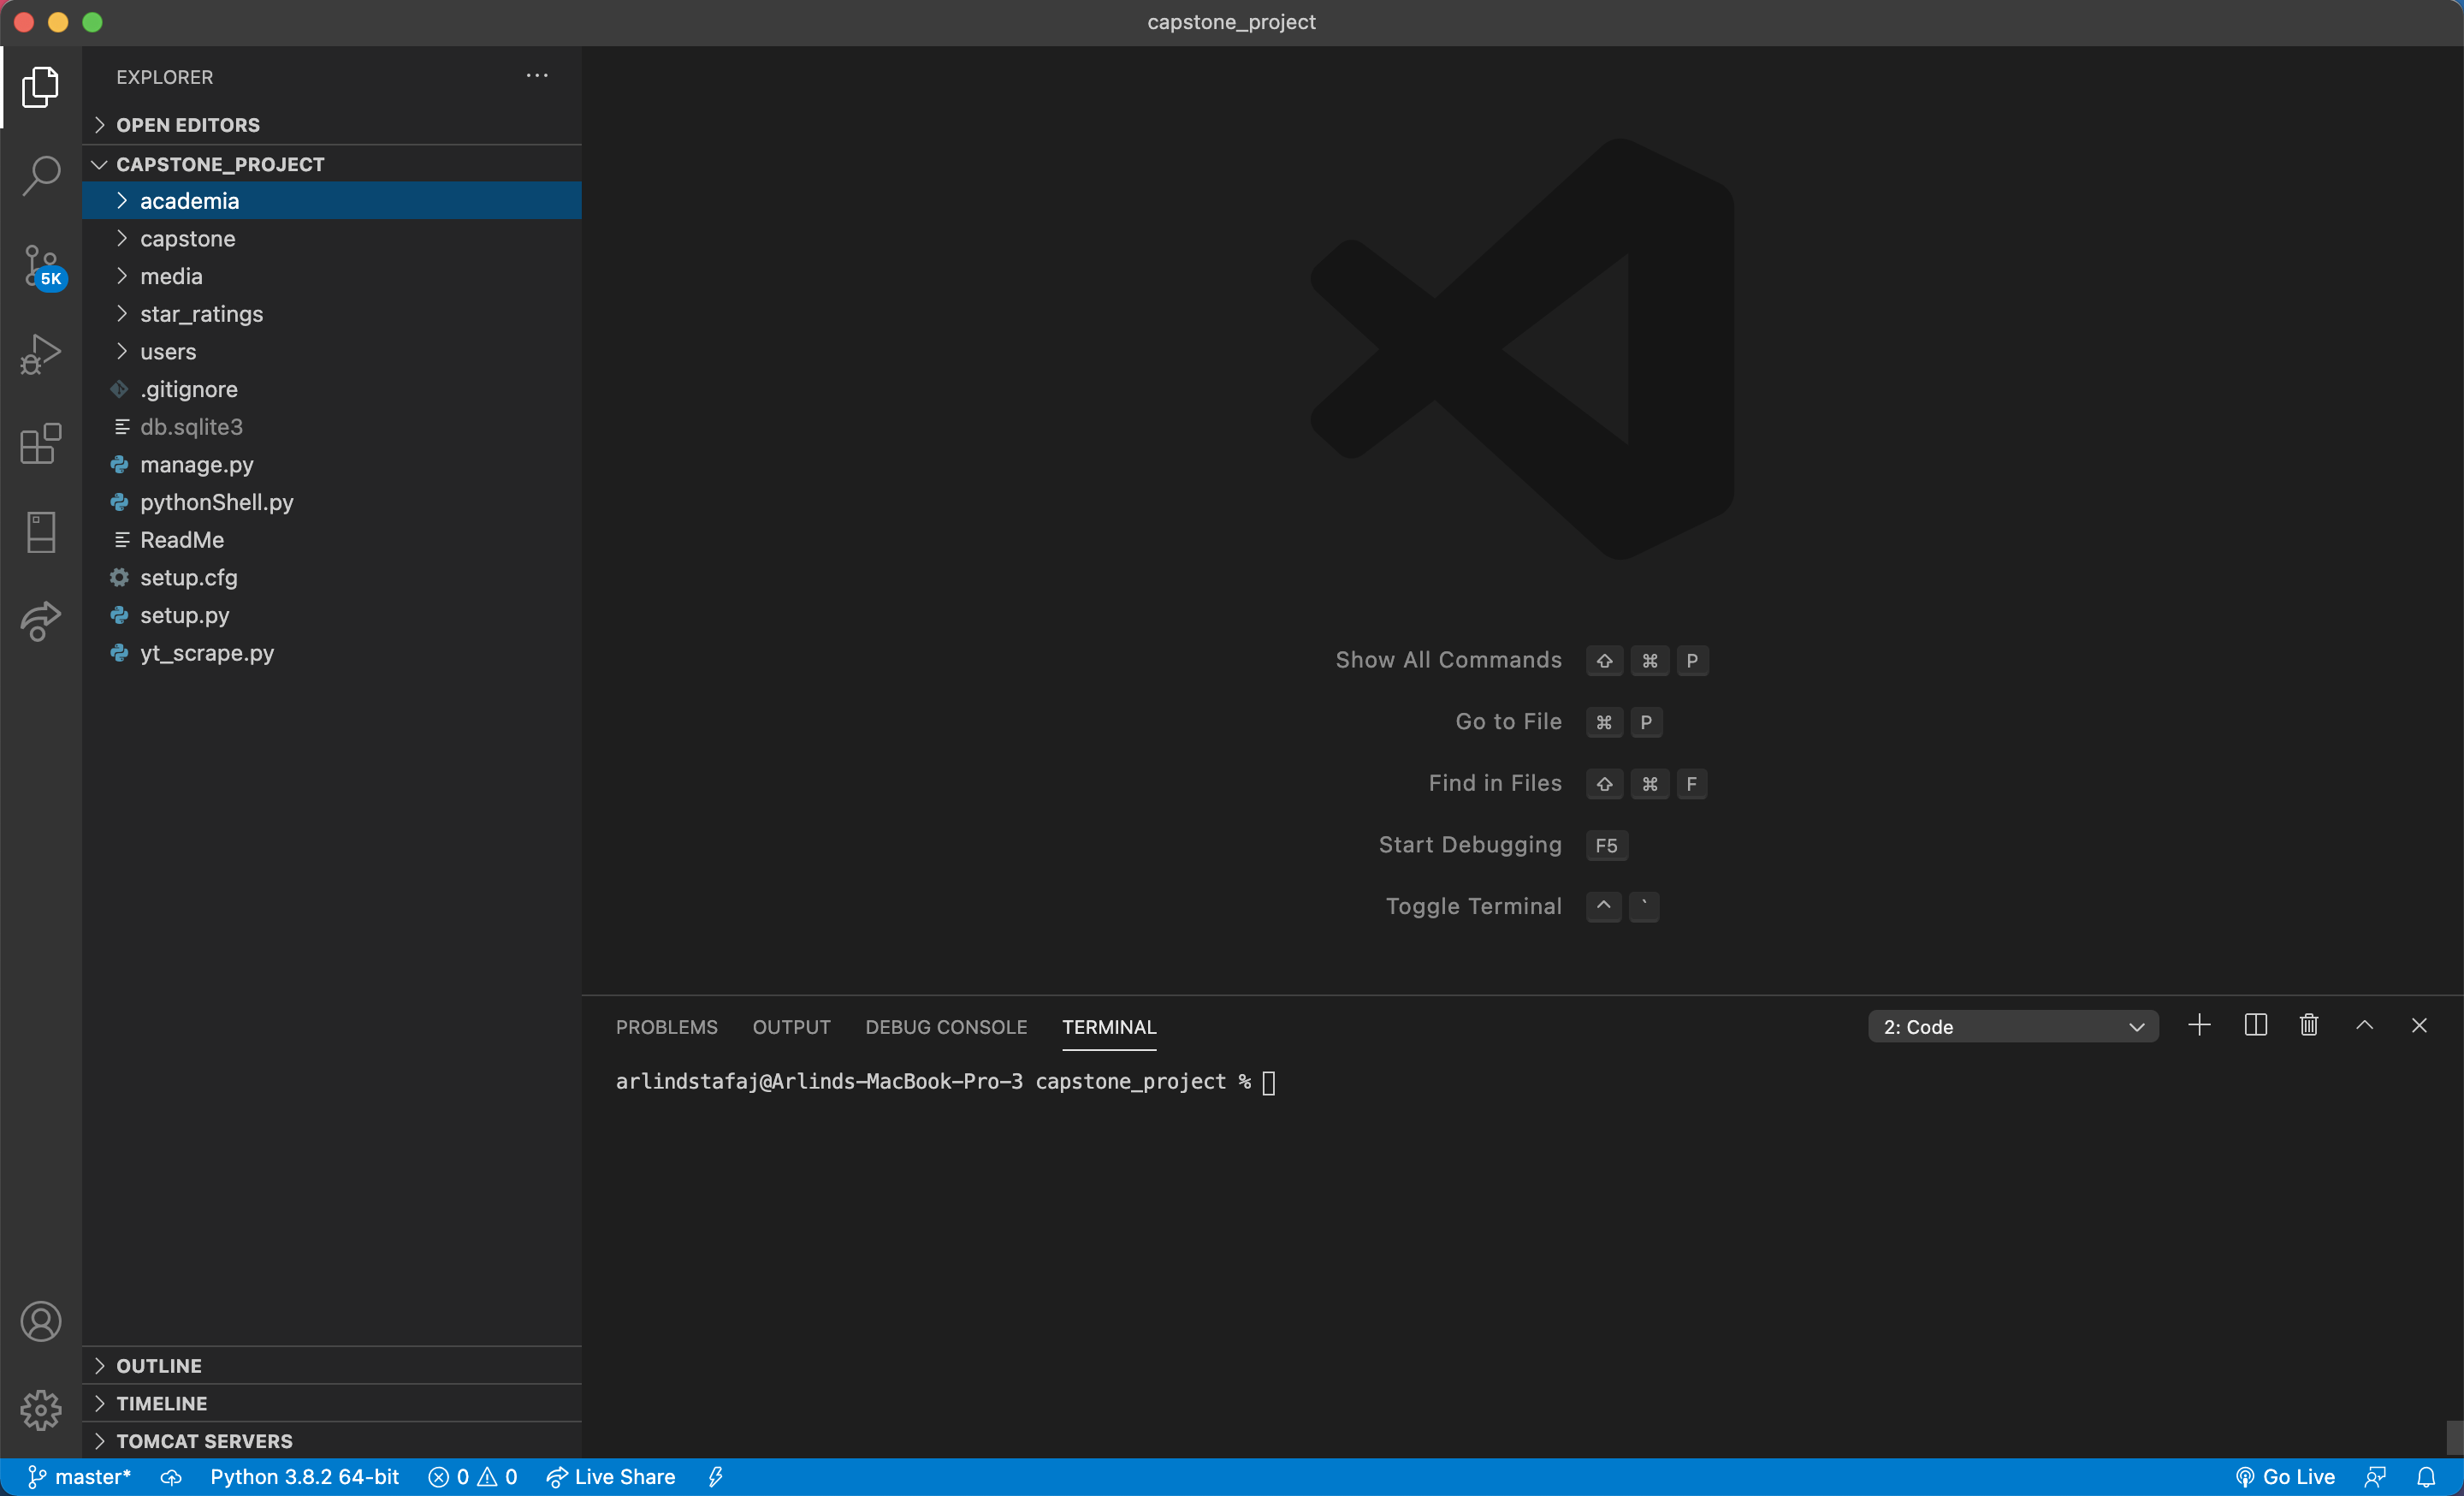 capstone_project
EXPLORER
OPEN EDITORS
CAPSTONE_PROJECT
academia
capstone
media
star_ratings
users
.gitignore
db.sqlite3
manage.py
pythonShell.py
ReadMe
setup.cfg
setup.py
yt_scrape.py
5K
OUTLINE
TIMELINE
TOMCAT SERVERS
Show All Commands ⇧ ⌘ P
Go to File ⌘ P
Find in Files ⇧ ⌘ F
Start Debugging F5
Toggle Terminal ^ `
PROBLEMS OUTPUT DEBUG CONSOLE TERMINAL 2: Code
arlindstafaj@Arlinds-MacBook-Pro-3 capstone_project %
master* Python 3.8.2 64-bit 0 0 Live Share Go Live